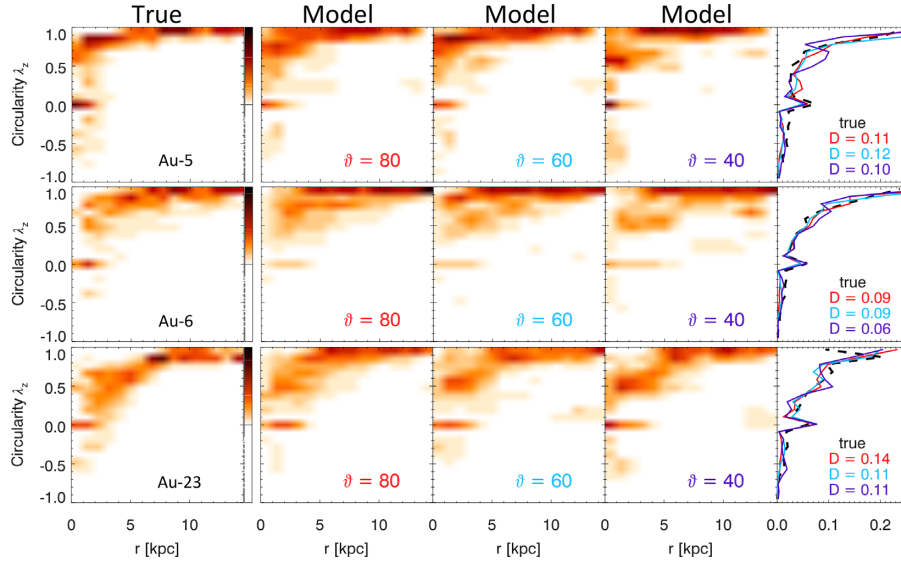 True Model Model Model
1.0
0.5
0.0
-0.5
-1.0
Circularity λz
Au-5
ϑ = 80
ϑ = 60
ϑ = 40
true
D = 0.11
D = 0.12
D = 0.10
1.0
0.5
0.0
-0.5
-1.0
Circularity λz
Au-6
ϑ = 80
ϑ = 60
ϑ = 40
true
D = 0.09
D = 0.09
D = 0.06
1.0
0.5
0.0
-0.5
-1.0
Circularity λz
Au-23
ϑ = 80
ϑ = 60
ϑ = 40
true
D = 0.14
D = 0.11
D = 0.11
0 5 10 0 5 10 0 5 10 0 5 10 0.0 0.1 0.2
r [kpc] r [kpc] r [kpc] r [kpc]